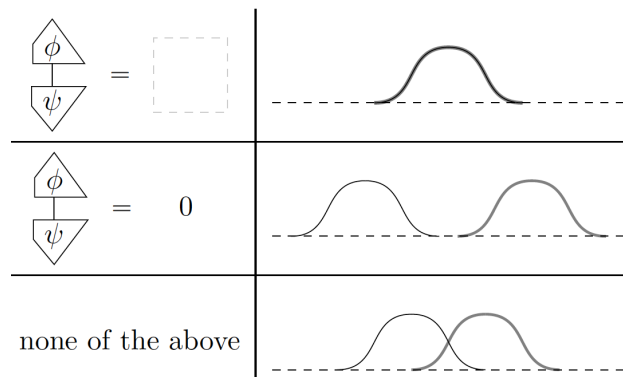 ϕ
=
ψ
ϕ
= 0
ψ
none of the above